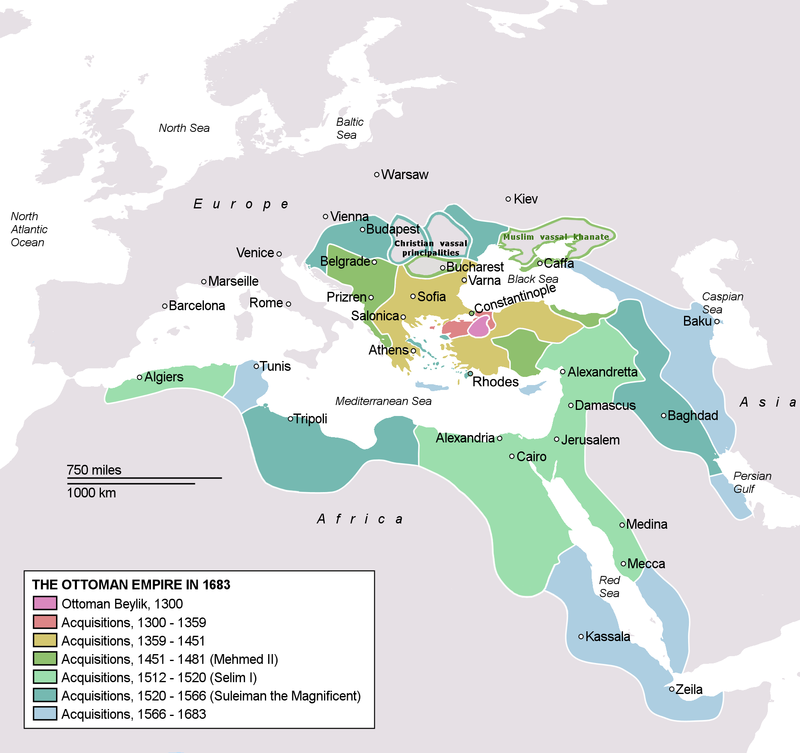 North Sea
Baltic
Sea
Warsaw
Europe
Kiev
North
Atlantic
Ocean
Vienna
Budapest
Christian vassal
principalities
Muslim vassal khanate
Venice
Belgrade
Bucharest
Caffa
Marseille
Varna
Black Sea
Barcelona
Rome
Prizren
Sofia
Constantinople
Caspian
Sea
Salonica
Baku
Athens
Tunis
Algiers
Rhodes
Alexandretta
Mediterranean Sea
Asia
Damascus
Tripoli
Baghdad
Alexandria
Jerusalem
Cairo
750 miles
1000 km
Persian
Gulf
Africa
Medina
Mecca
Red
Sea
Kassala
Zeila
THE OTTOMAN EMPIRE IN 1683
Ottoman Beylik, 1300
Acquisitions, 1300 - 1359
Acquisitions, 1359 - 1451
Acquisitions, 1451 - 1481 (Mehmed II)
Acquisitions, 1512 - 1520 (Selim I)
Acquisitions, 1520 - 1566 (Suleiman the Magnificent)
Acquisitions, 1566 - 1683